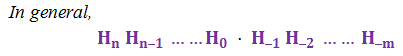 In general,
Hₙ Hₙ₋₁ ... ... H₀ · H₋₁ H₋₂ ... ... H₋ₘ